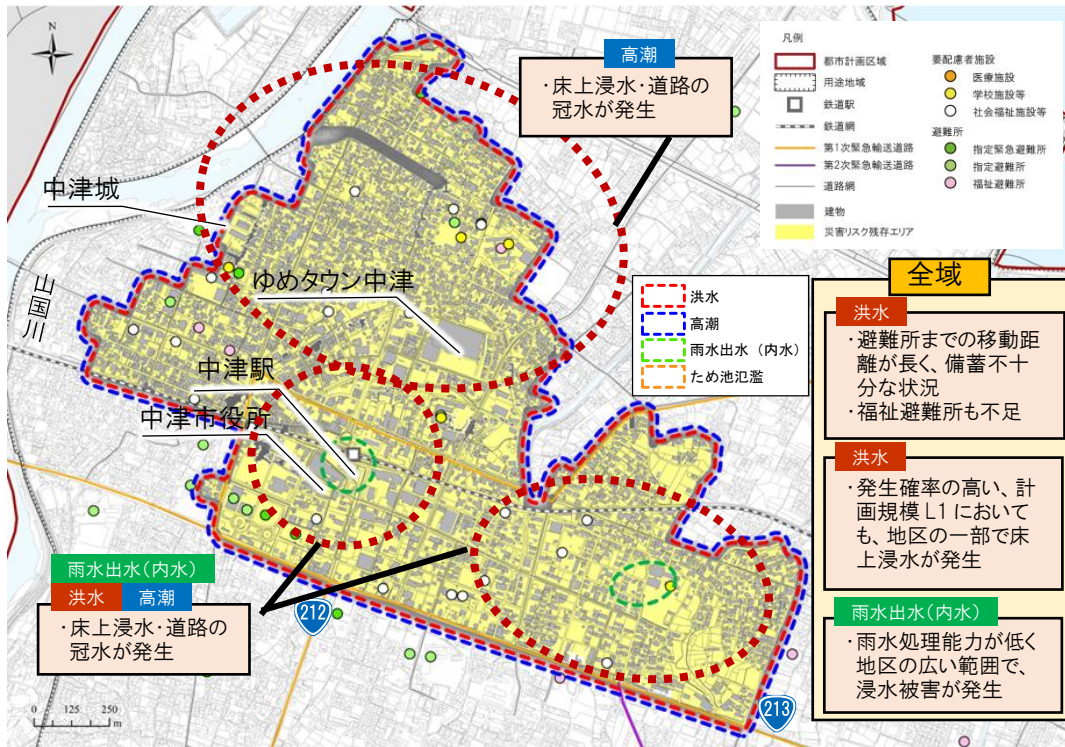 高潮
・床上浸水・道路の
冠水が発生
凡例
都市計画区域
用途地域
鉄道駅
鉄道網
第1次緊急輸送道路
第2次緊急輸送道路
道路網
建物
災害リスク残存エリア
要配慮者施設
医療施設
学校施設等
社会福祉施設等
避難所
指定緊急避難所
指定避難所
福祉避難所
中津城
山国川
ゆめタウン中津
中津駅
中津市役所
洪水
高潮
雨水出水（内水）
ため池氾濫
全域
洪水
・避難所までの移動距
離が長く、備蓄不十
分な状況
・福祉避難所も不足
洪水
・発生確率の高い、計
画規模L1において
も、地区の一部で床
上浸水が発生
雨水出水(内水)
・雨水処理能力が低く
地区の広い範囲で、
浸水被害が発生
雨水出水(内水)
洪水 高潮
・床上浸水・道路の
冠水が発生
212
213
0 125 250
m